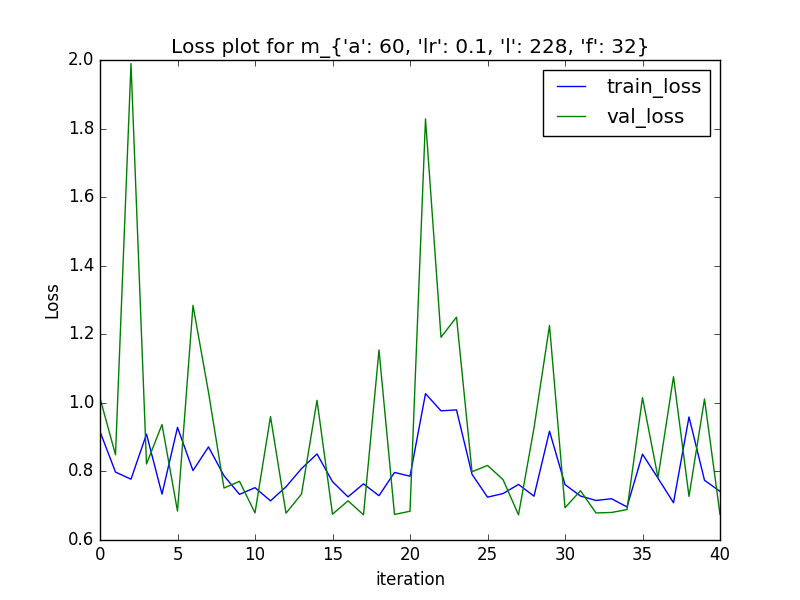 Loss plot for m_{'a': 60, 'lr': 0.1, 'l': 228, 'f': 32}
train_loss
val_loss
2.0
1.8
1.6
1.4
1.2
1.0
0.8
0.6
Loss
0 5 10 15 20 25 30 35 40
iteration